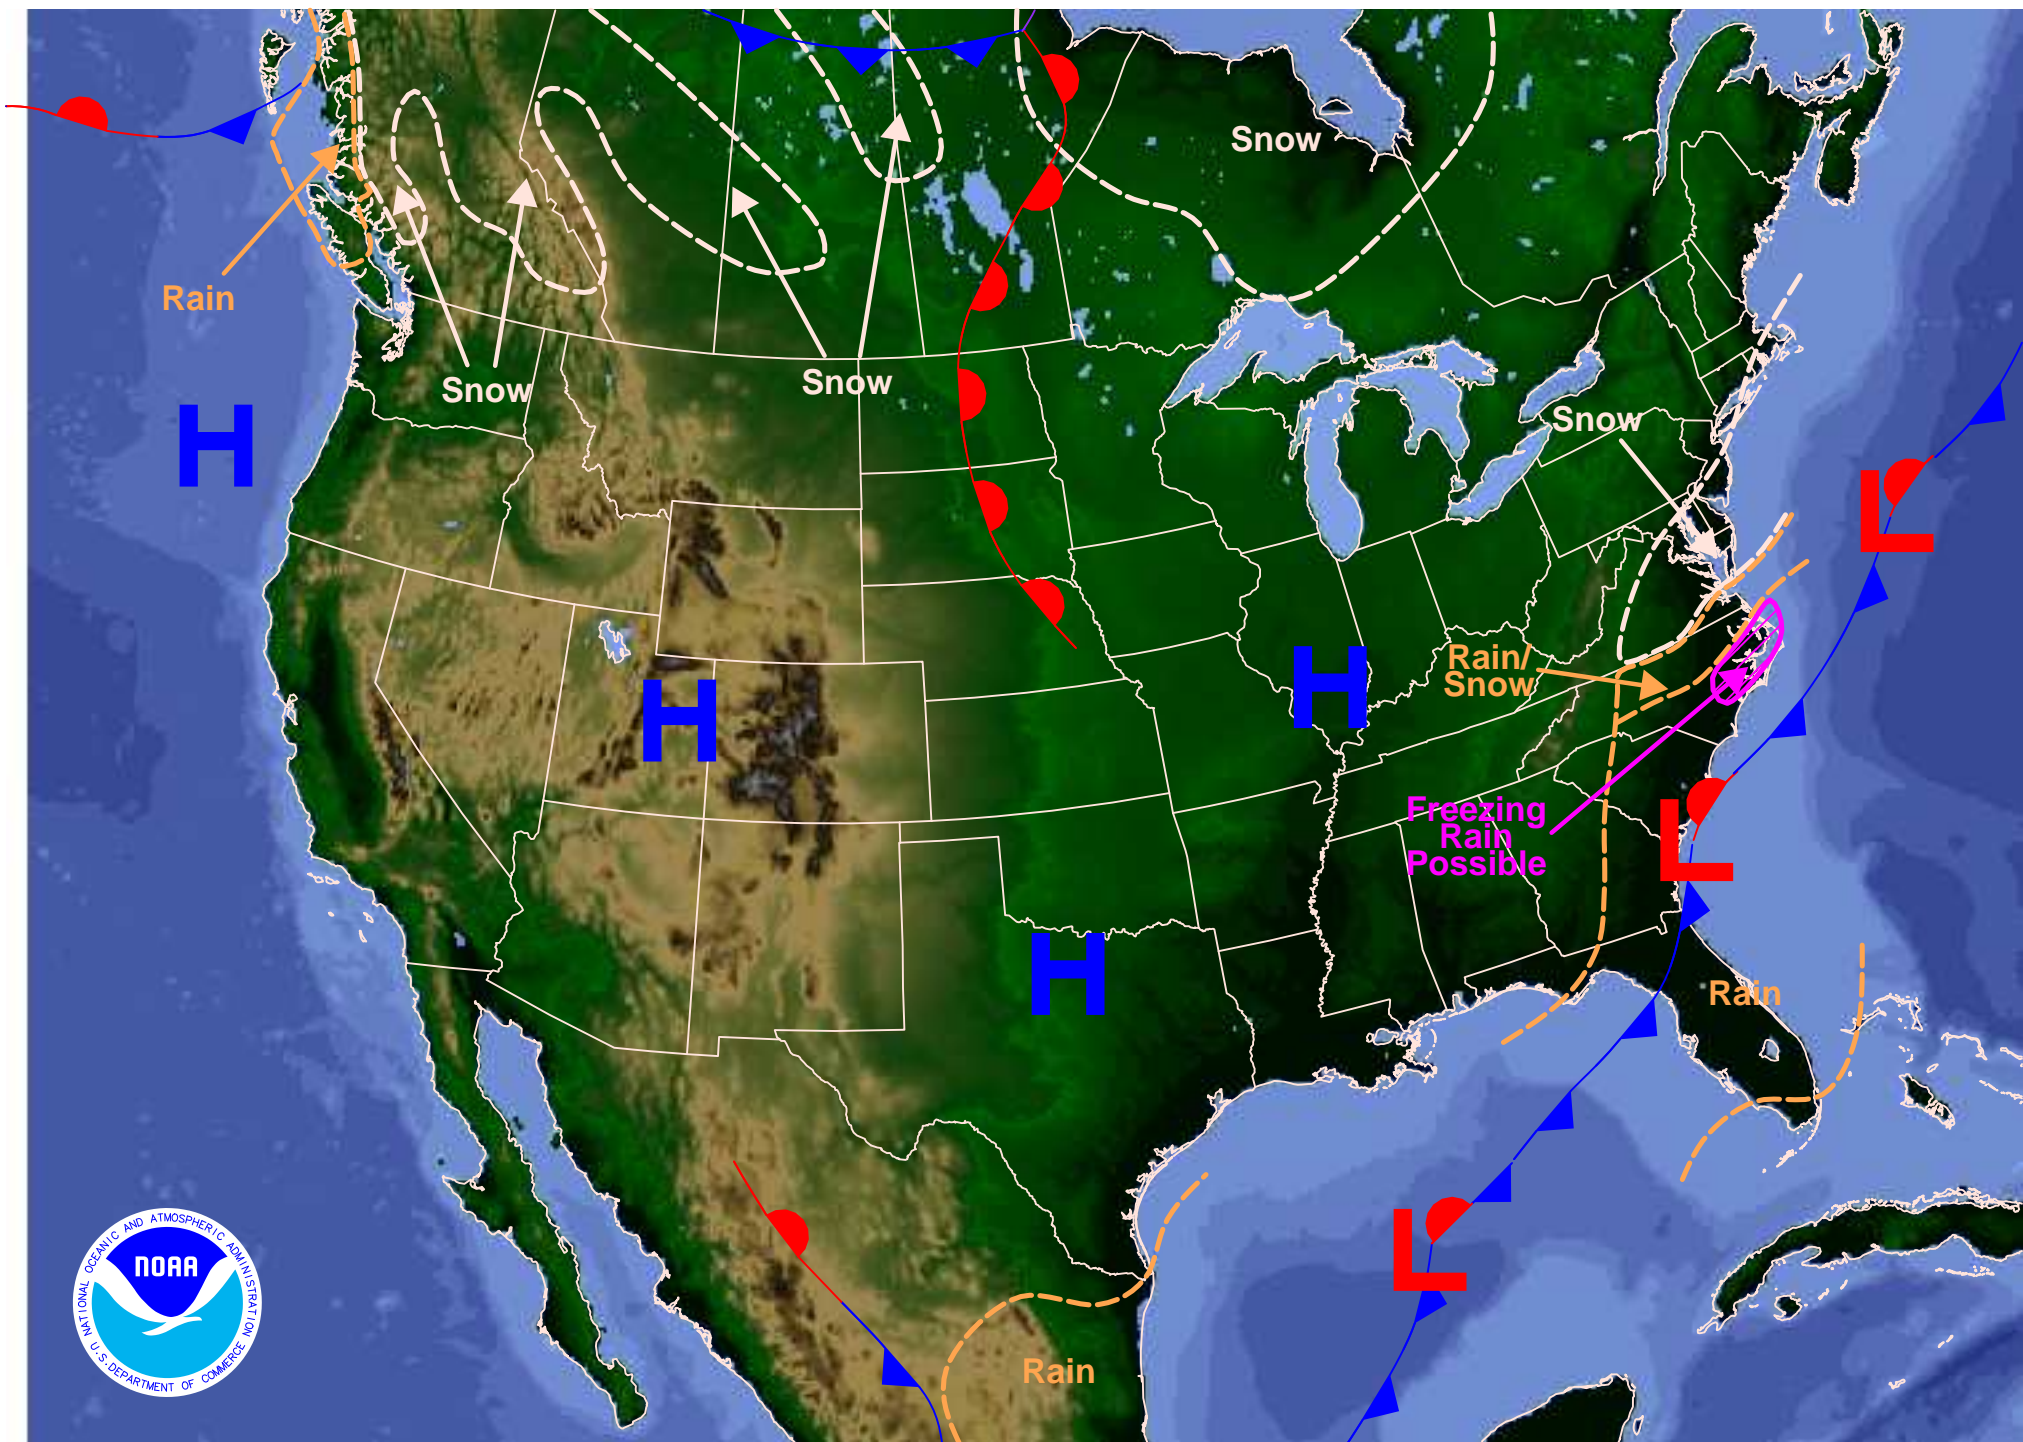 Snow
Rain
Snow
Snow
H
Snow
L
Rain/
Snow
H
H
Freezing
Rain
Possible
L
H
Rain
L
Rain
NATIONAL OCEANIC AND ATMOSPHERIC ADMINISTRATION
NOAA
U.S. DEPARTMENT OF COMMERCE